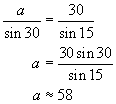 a/sin 30 = 30/sin 15
a = 30 sin 30/sin 15
a ≈ 58